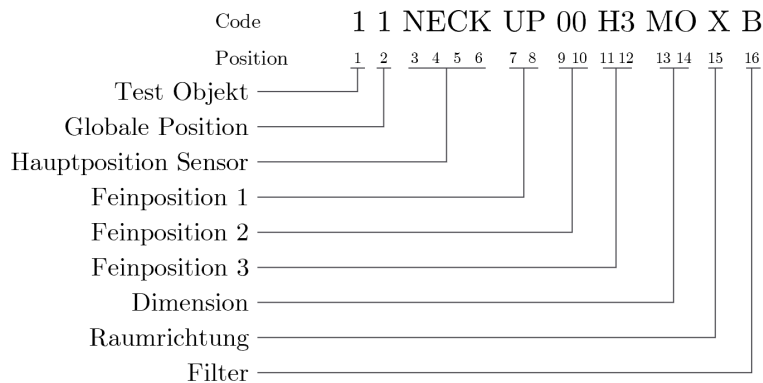 Code 1 1 NECK UP 00 H3 MO X B
Position 1 2 3 4 5 6 7 8 9 10 11 12 13 14 15 16
Test Objekt
Globale Position
Hauptposition Sensor
Feinposition 1
Feinposition 2
Feinposition 3
Dimension
Raumrichtung
Filter